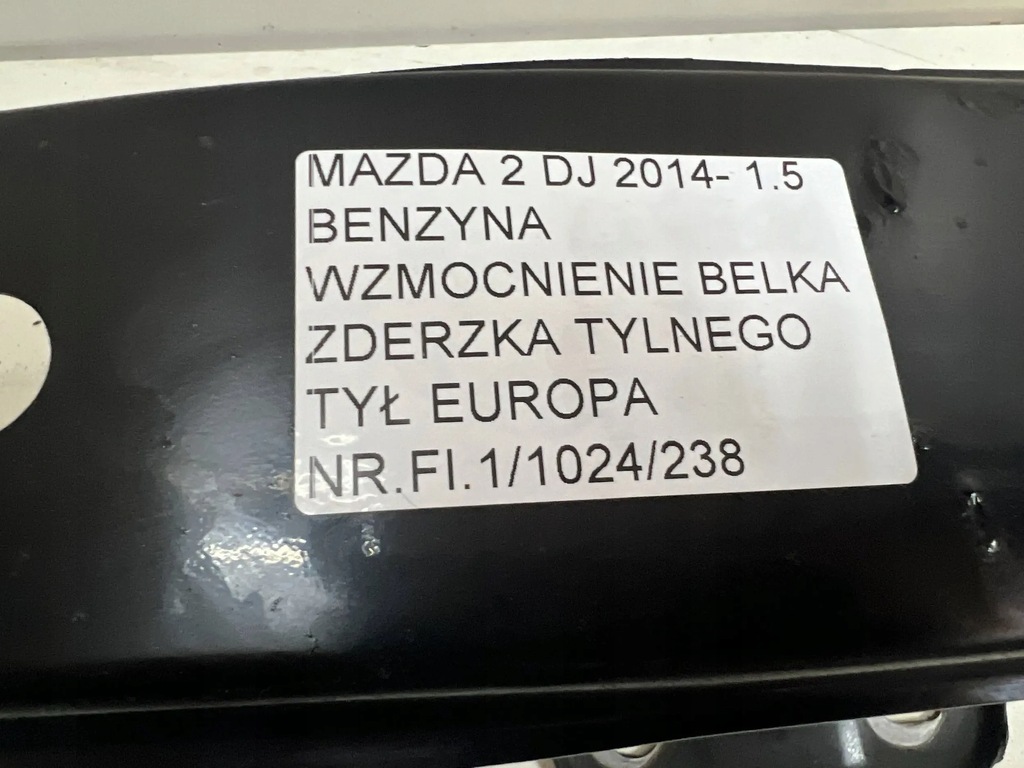 MAZDA 2 DJ 2014- 1.5
BENZYNA
WZMOCNIENIE BELKA
ZDERZKA TYLNEGO
TYŁ EUROPA
NR.FI.1/1024/238